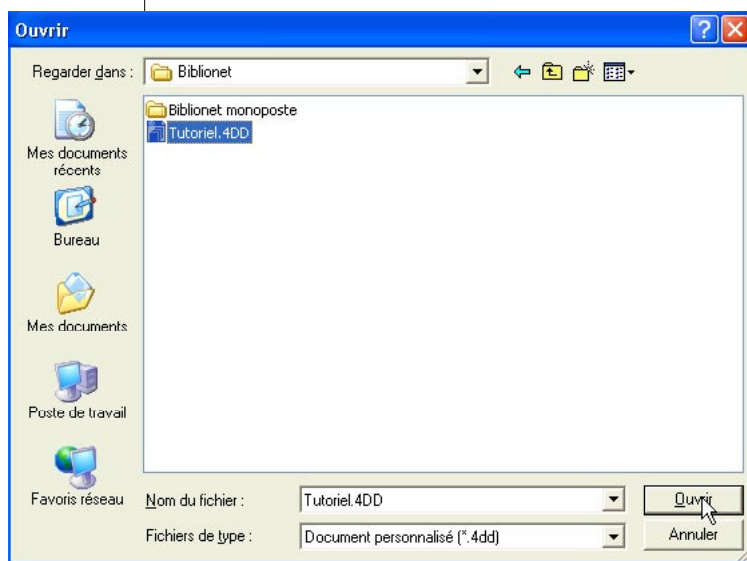 Ouvrir
Regarder dans :
Biblionet
Biblionet monoposte
Tutoriel.4DD
Mes documents
récents
Bureau
Mes documents
Poste de travail
Favoris réseau
Nom du fichier :
Tutoriel.4DD
Ouvrir
Fichiers de type :
Document personnalisé (*.4dd)
Annuler